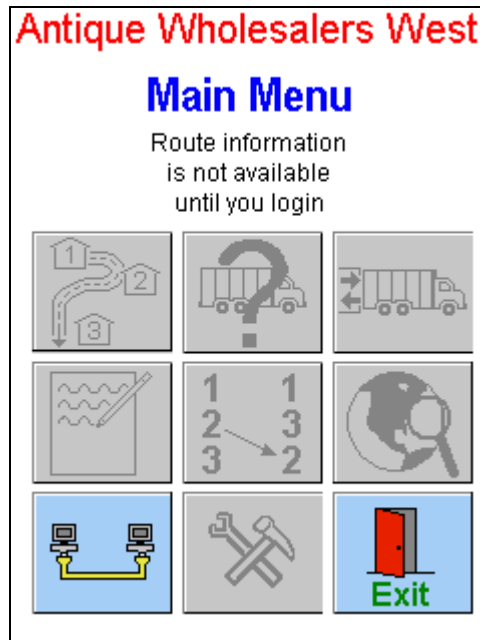 Antique Wholesalers West
Main Menu
Route information
is not available
until you login
1
2
3
?
1 1
2 3
3 2
Exit